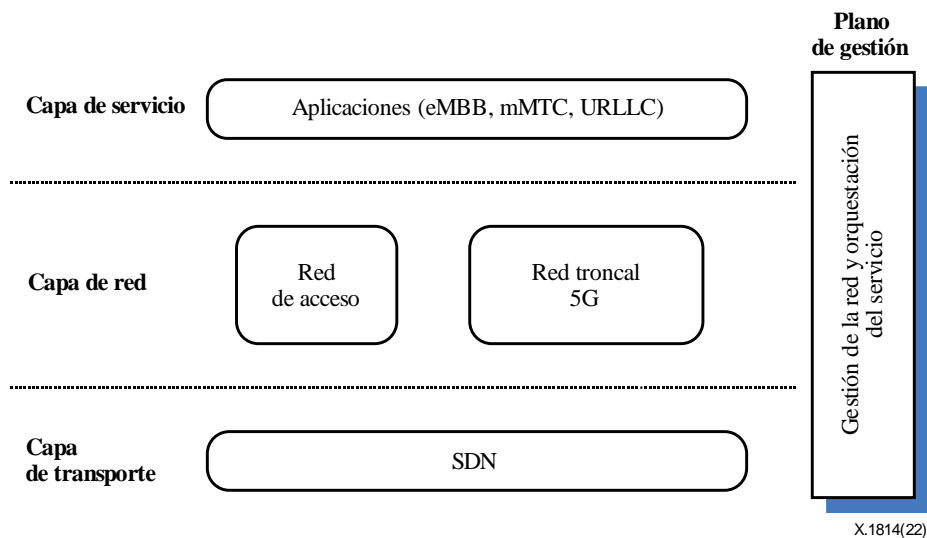 Plano
de gestión
Capa de servicio
Aplicaciones (eMBB, mMTC, URLLC)
Capa de red
Red
de acceso
Red troncal
5G
Capa
de transporte
SDN
Gestión de la red y orquestación
del servicio
X.1814(22)